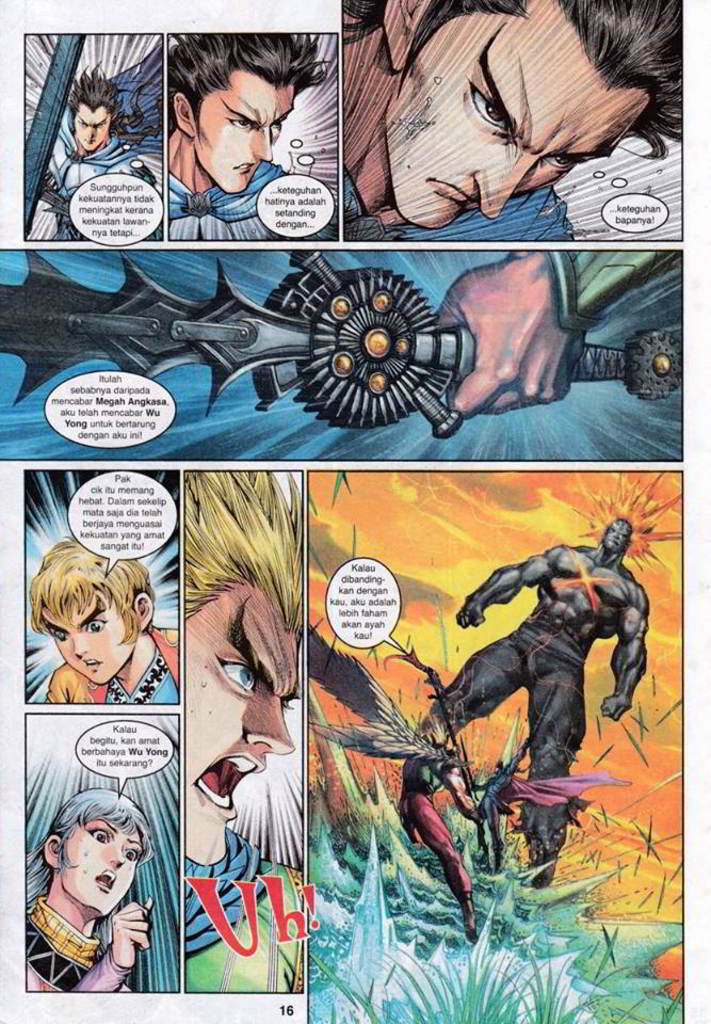 Sungguhpun
kekuatannya tidak
meningkat kerana
kekuatan lawan-
nya tetapi...
...keteguhan
hatinya adalah
setanding
dengan...
...keteguhan
bapanya!
Itulah
sebabnya daripada
mencabar Megah Angkasa,
aku telah mencabar Wu
Yong untuk bertarung
dengan aku ini!
Pak
cik itu memang
hebat. Dalam sekelip
mata saja dia telah
berjaya menguasai
kekuatan yang amat
sangat itu!
Kalau
begitu, kan amat
berbahaya Wu Yong
itu sekarang?
Uh!
Kalau
dibanding-
kan dengan
kau, aku adalah
lebih faham
akan tahap
kau!
16